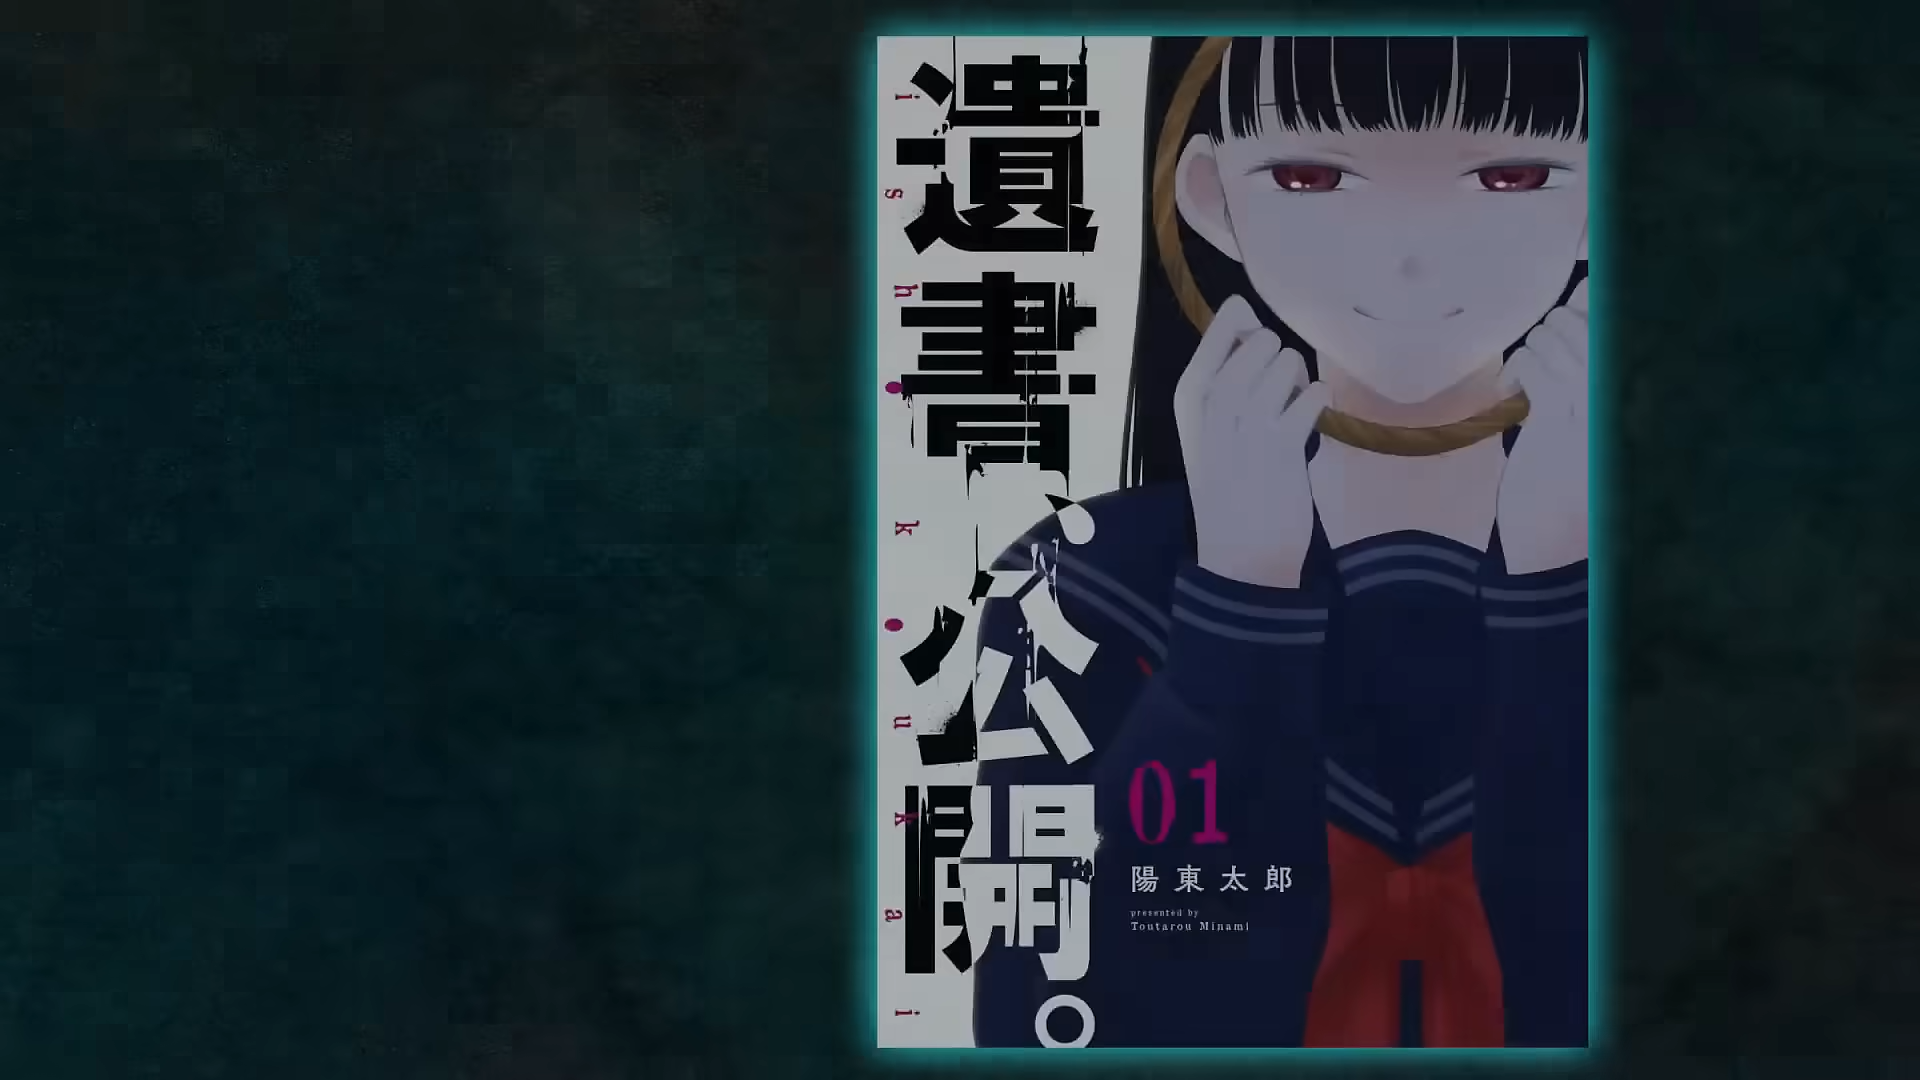 遺書、公開。
ishokoukai
01
陽東太郎
presented by
Toutarou Minami